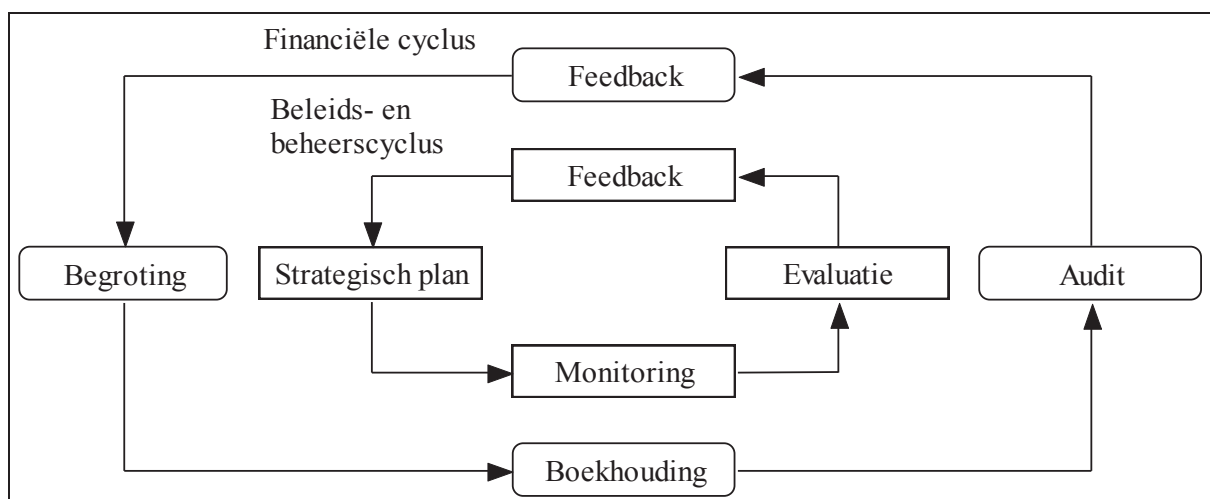 Financiële cyclus
Feedback
Beleids- en
beheerscyclus
Feedback
Begroting
Strategisch plan
Evaluatie
Audit
Monitoring
Boekhouding